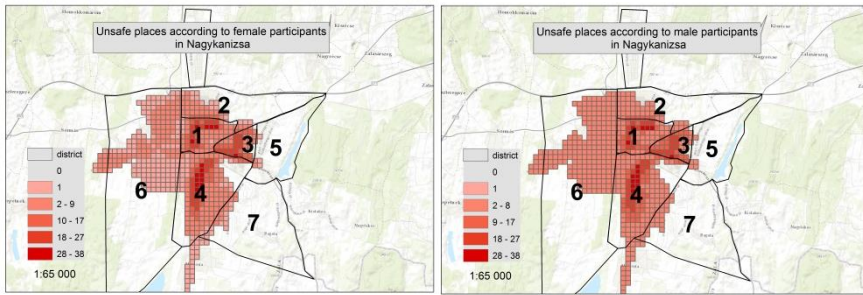 Unsafe places according to female participants
in Nagykanizsa
2
1
3
5
6
4
7
district
0
1
2 - 9
10 - 17
18 - 27
28 - 38
1:65 000
Unsafe places according to male participants
in Nagykanizsa
2
1
3
5
6
4
7
district
0
1
2 - 8
9 - 17
18 - 27
28 - 38
1:65 000